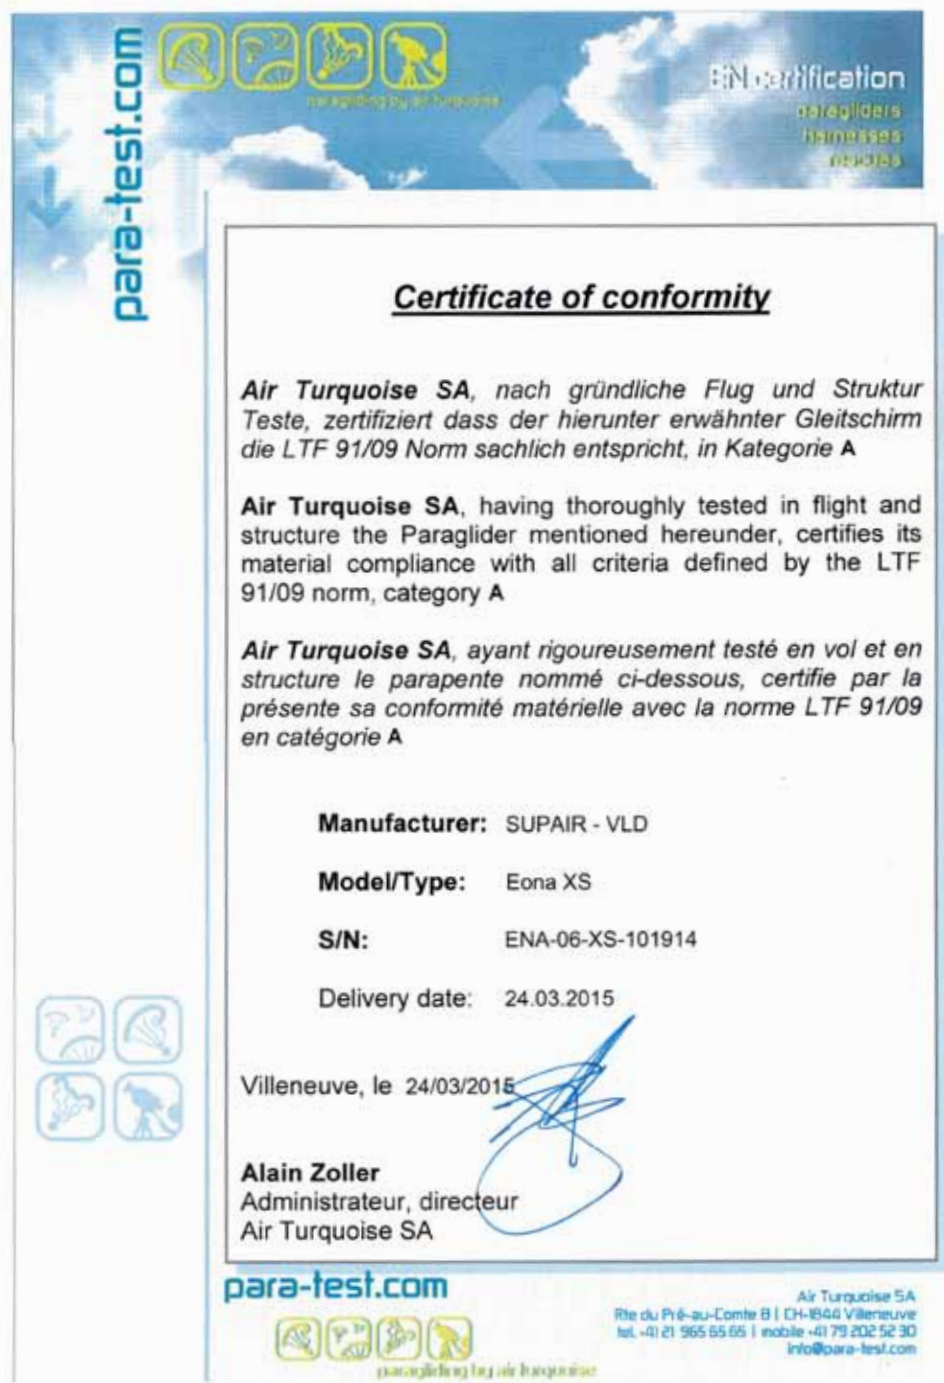 para-test.com
paragliding by air turquoise
EN certification
paragliders
harnesses
Certificate of conformity
Air Turquoise SA, nach gründliche Flug und Struktur
Teste, zertifiziert dass der hierunter erwähnter Gleitschirm
die LTF 91/09 Norm sachlich entspricht, in Kategorie A
Air Turquoise SA, having thoroughly tested in flight and
structure the Paraglider mentioned hereunder, certifies its
material compliance with all criteria defined by the LTF
91/09 norm, category A
Air Turquoise SA, ayant rigoureusement testé en vol et en
structure le parapente nommé ci-dessous, certifie par la
présente sa conformité matérielle avec la norme LTF 91/09
en catégorie A
Manufacturer: SUPAIR - VLD
Model/Type: Eona XS
S/N: ENA-06-XS-101914
Delivery date: 24.03.2015
Villeneuve, le 24/03/2015
Alain Zoller
Administrateur, directeur
Air Turquoise SA
para-test.com
paragliding by air turquoise
Air Turquoise SA
Rte du Pré-au-Comte 8 | CH-1844 Villeneuve
tel. +41 21 965 65 65 | mobile +41 79 202 52 30
info@para-test.com